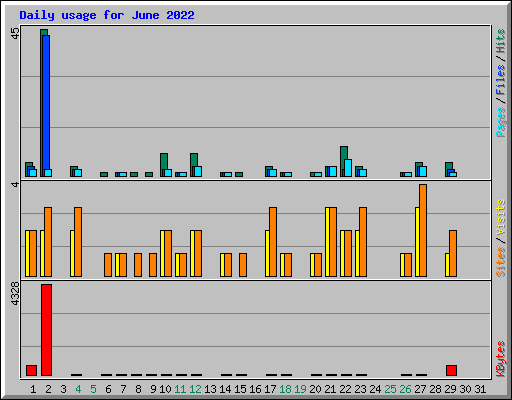 Daily usage for June 2022
45
Pages / Files / Hits
4
Sites / Visits
4328
KBytes
1 2 3 4 5 6 7 8 9 10 11 12 13 14 15 16 17 18 19 20 21 22 23 24 25 26 27 28 29 30 31